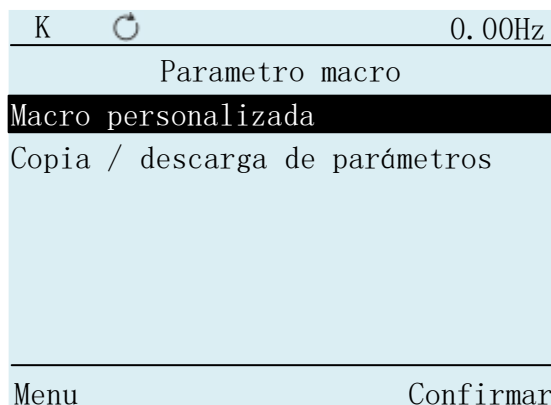 K 0.00Hz
Parametro macro
Macro personalizada
Copia / descarga de parámetros
Menu Confirmar